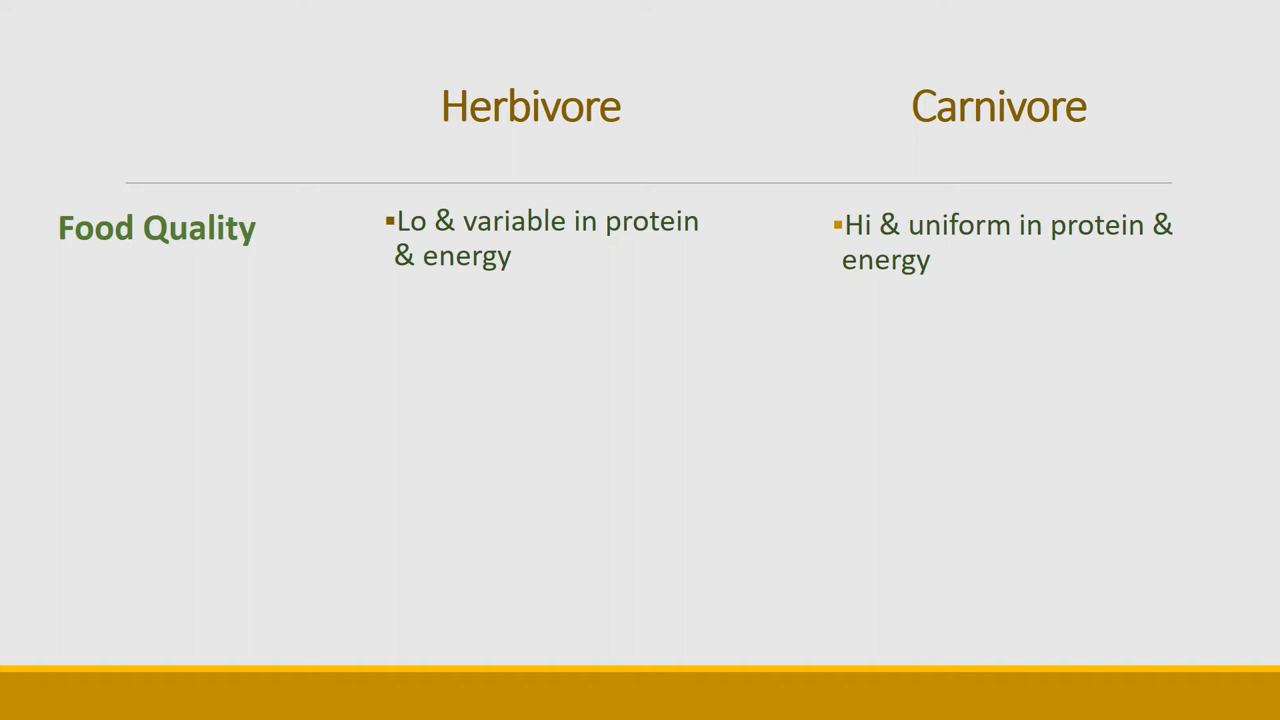 Herbivore
Carnivore
Food Quality
▪Lo & variable in protein
& energy
▪Hi & uniform in protein &
energy